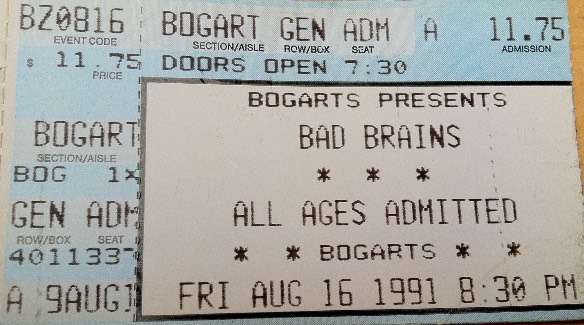 BZ0816
EVENT CODE
$ 11.75
PRICE
BOGART
SECTION/AISLE
BOG 1x
GEN ADM
ROW/BOX SEAT
A 9AUG1
BOGART GEN ADM A 11.75
SECTION/AISLE ROW/BOX SEAT ADMISSION
DOORS OPEN 7:30
BOGARTS PRESENTS
BAD BRAINS
* * *
ALL AGES ADMITTED
* * BOGARTS * *
FRI AUG 16 1991 8:30 PM